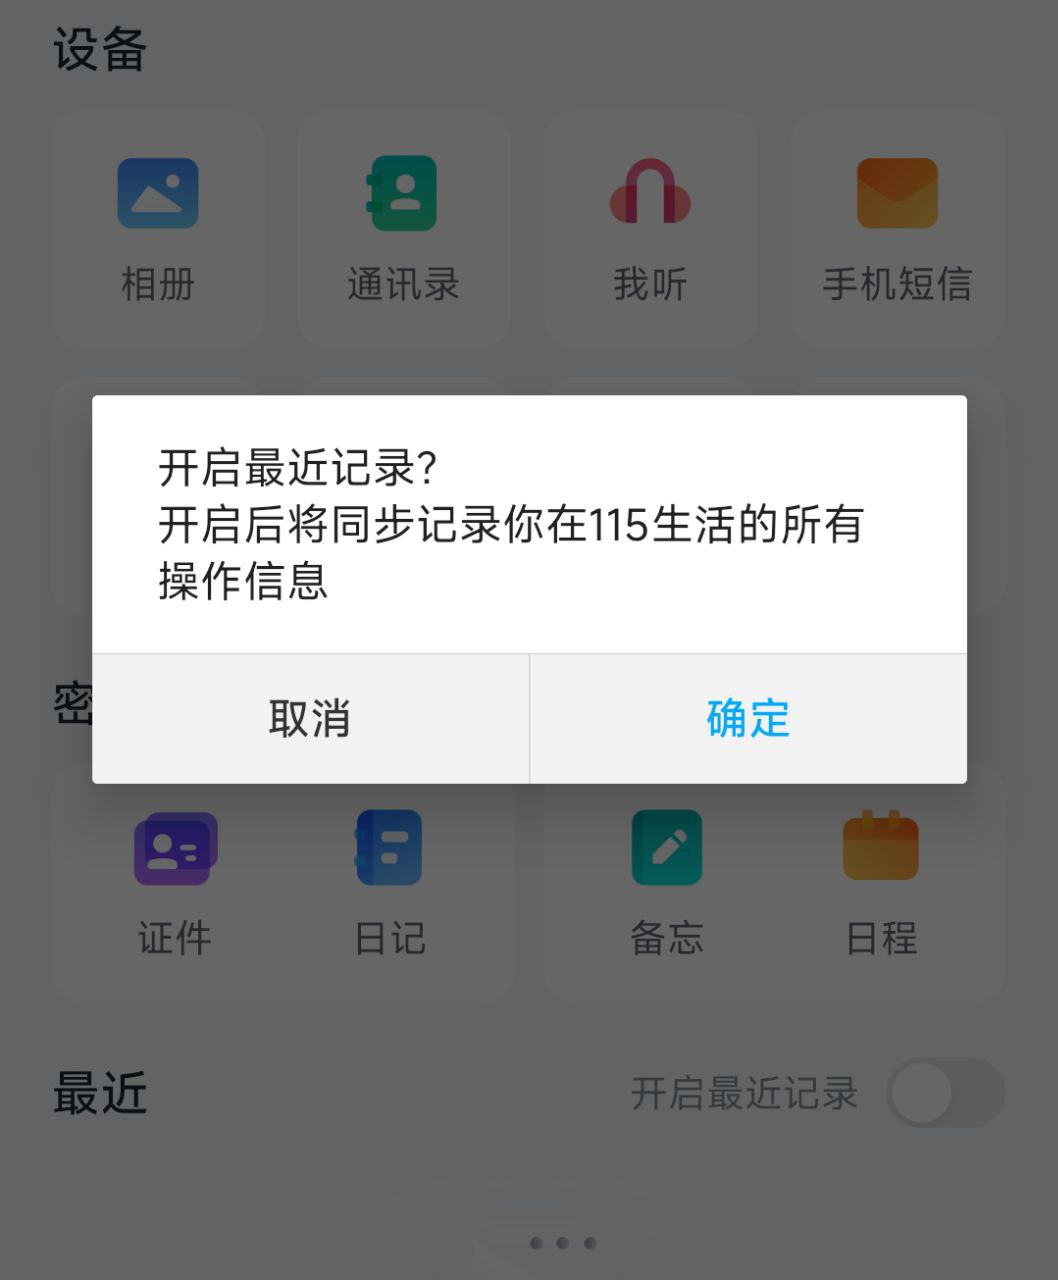 设备
相册
通讯录
我听
手机短信
开启最近记录?
开启后将同步记录你在115生活的所有
操作信息
取消
确定
密
证件
日记
备忘
日程
最近
开启最近记录